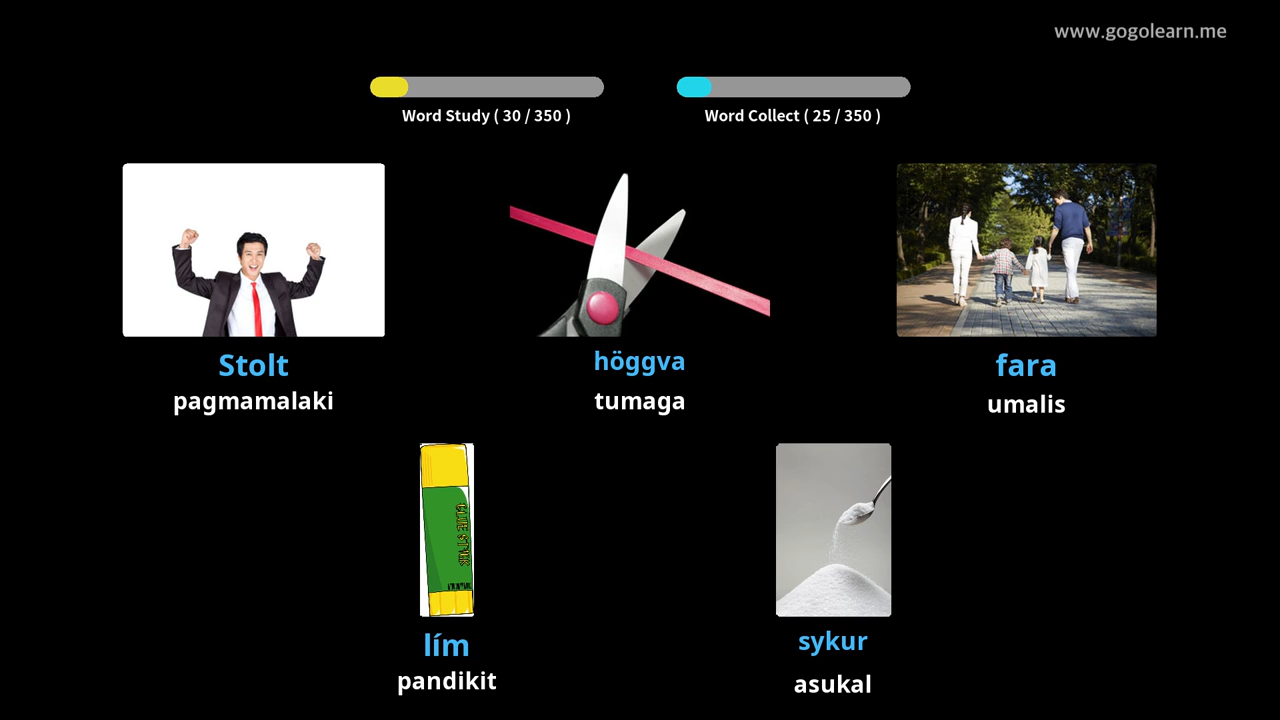 www.gogolearn.me
Word Study ( 30 / 350 )
Word Collect ( 25 / 350 )
Stolt
pagmamalaki
höggva
tumaga
fara
umalis
lím
pandikit
sykur
asukal